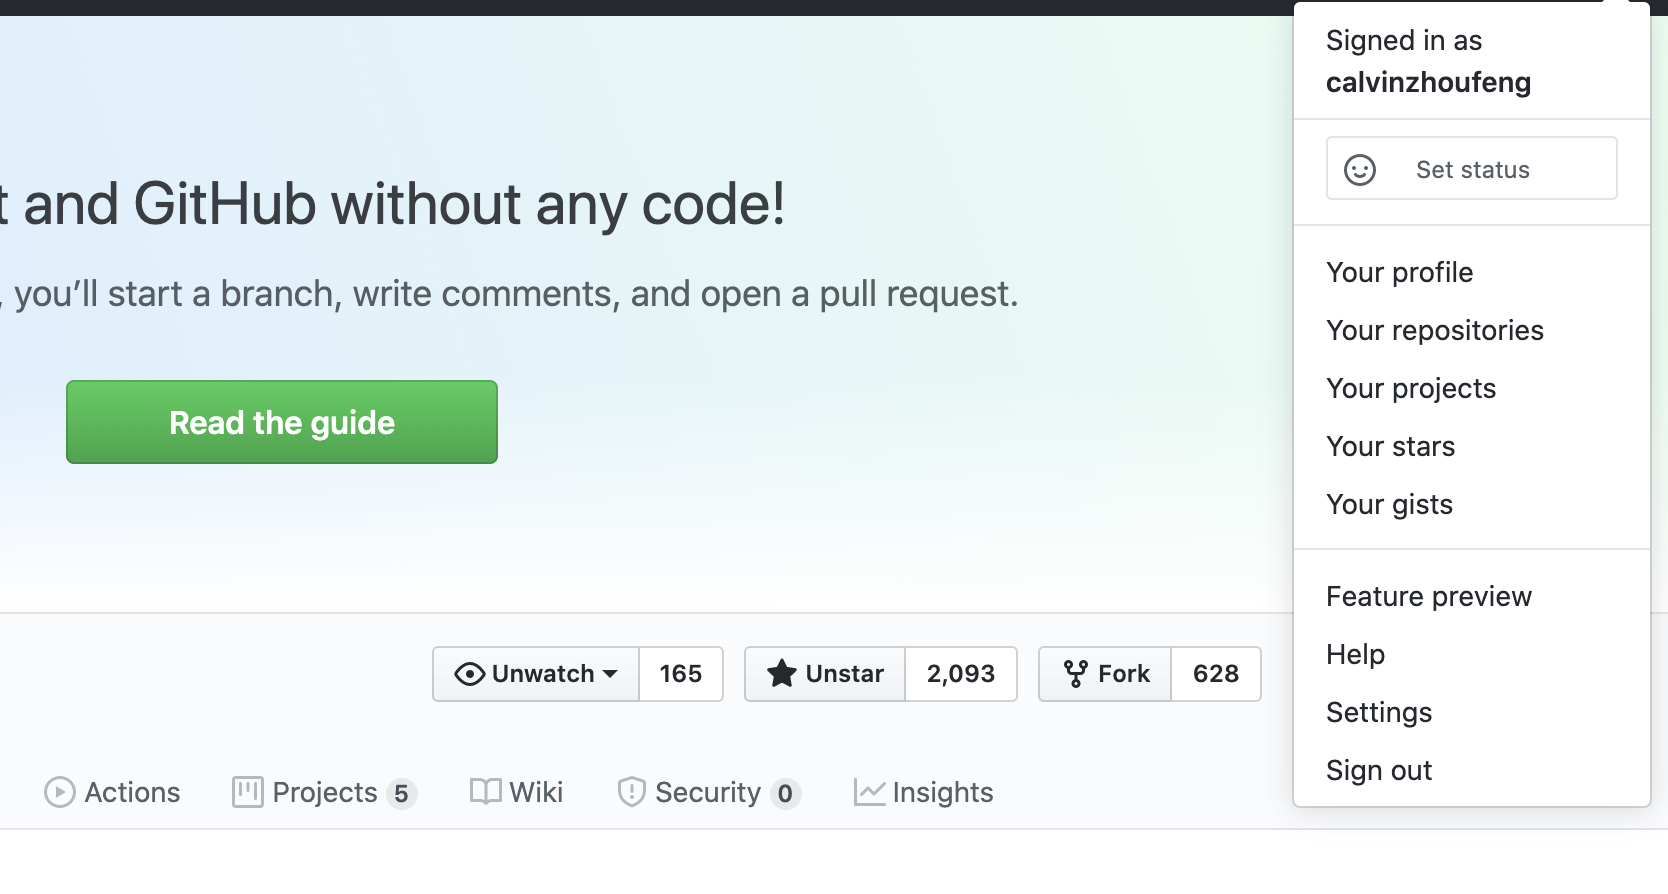 t and GitHub without any code!
, you’ll start a branch, write comments, and open a pull request.
Read the guide
Unwatch 165
Unstar 2,093
Fork 628
Actions
Projects 5
Wiki
Security 0
Insights
Signed in as
calvinzhoufeng
Set status
Your profile
Your repositories
Your projects
Your stars
Your gists
Feature preview
Help
Settings
Sign out